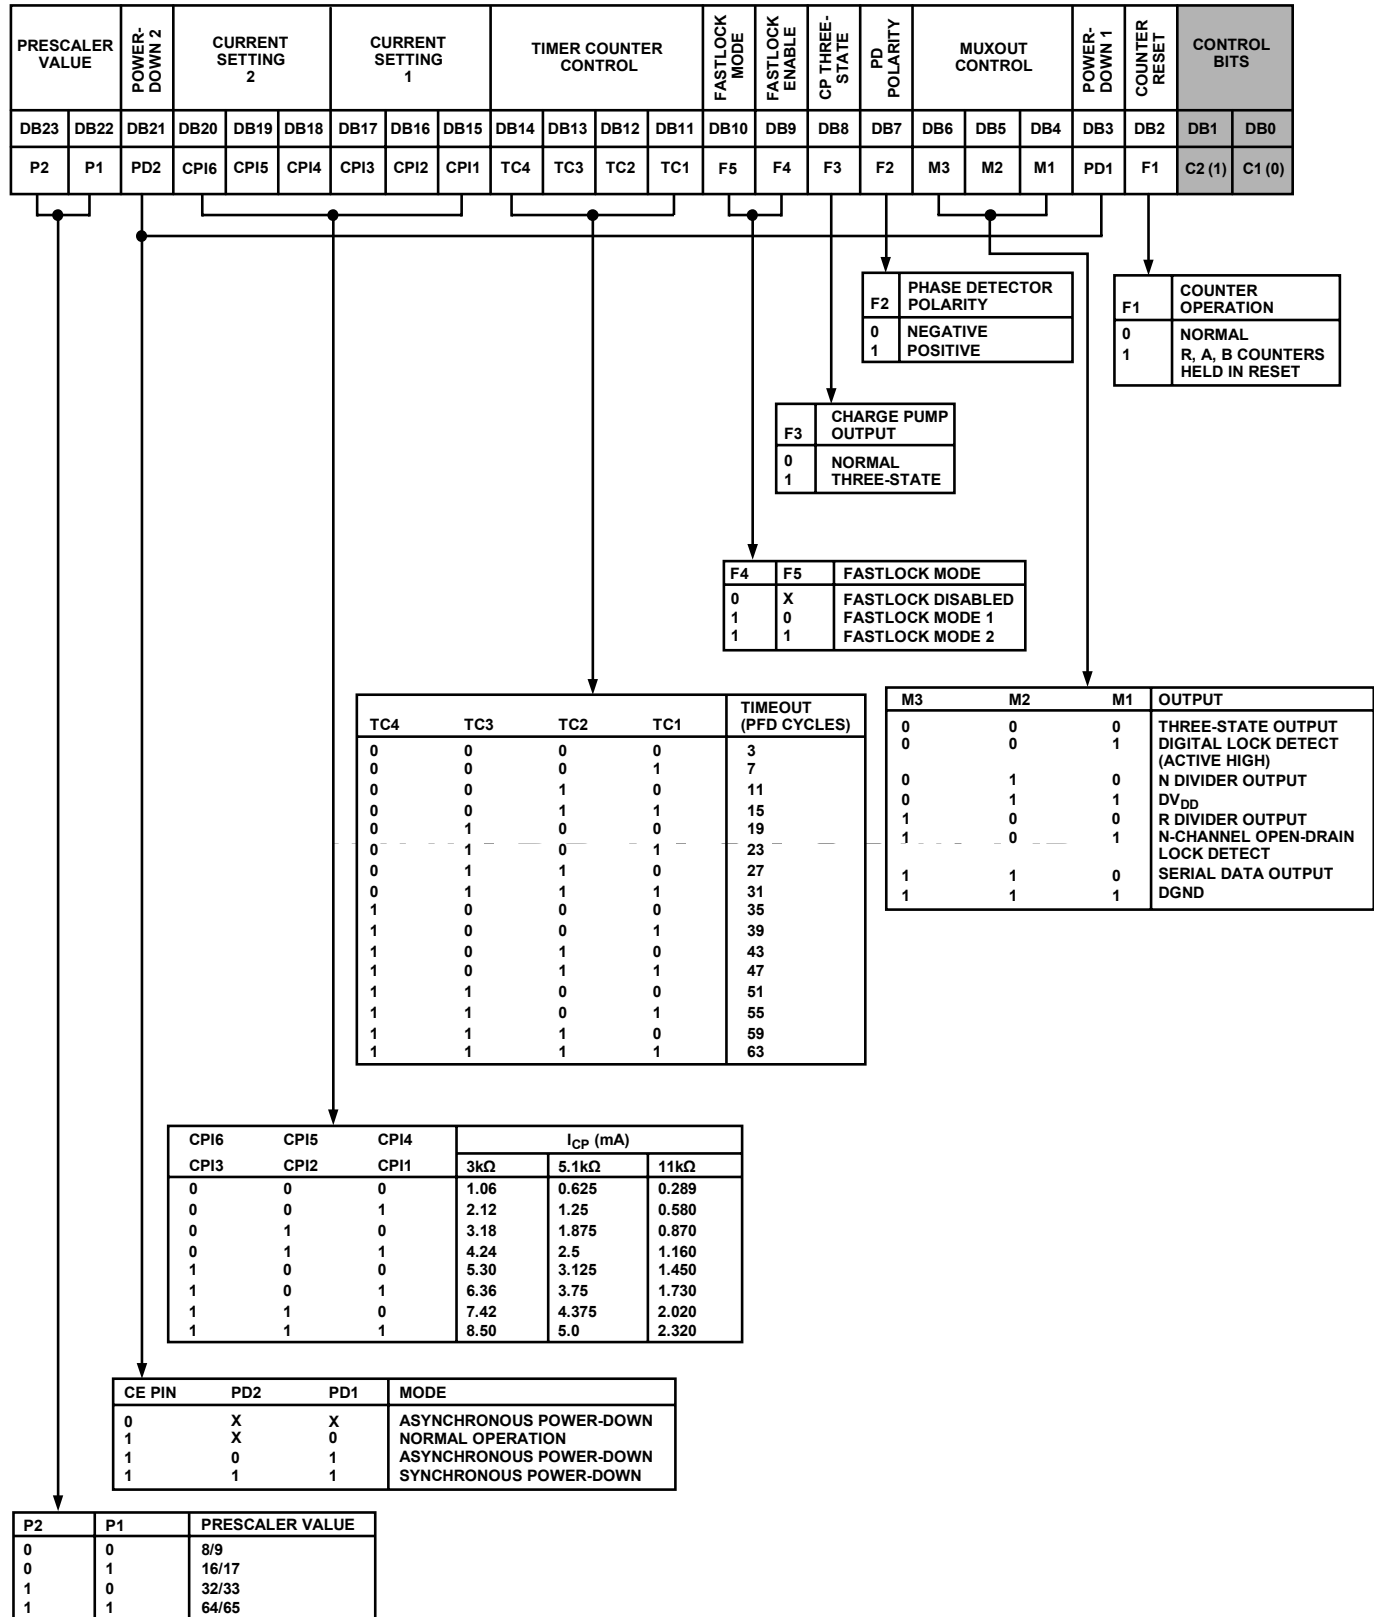 PRESCALER VALUE
POWER-DOWN 2
CURRENT SETTING 2
CURRENT SETTING 1
TIMER COUNTER CONTROL
FASTLOCK MODE
FASTLOCK ENABLE
CP THREE-STATE
PD POLARITY
MUXOUT CONTROL
POWER-DOWN 1
COUNTER RESET
CONTROL BITS
DB23 DB22 DB21 DB20 DB19 DB18 DB17 DB16 DB15 DB14 DB13 DB12 DB11 DB10 DB9 DB8 DB7 DB6 DB5 DB4 DB3 DB2 DB1 DB0
P2 P1 PD2 CPI6 CPI5 CPI4 CPI3 CPI2 CPI1 TC4 TC3 TC2 TC1 F5 F4 F3 F2 M3 M2 M1 PD1 F1 C2 (1) C1 (0)
F2 PHASE DETECTOR POLARITY
0 NEGATIVE
1 POSITIVE
F1 COUNTER OPERATION
0 NORMAL
1 R, A, B COUNTERS
HELD IN RESET
F3 CHARGE PUMP OUTPUT
0 NORMAL
1 THREE-STATE
F4 F5 FASTLOCK MODE
0 X FASTLOCK DISABLED
1 0 FASTLOCK MODE 1
1 1 FASTLOCK MODE 2
TC4 TC3 TC2 TC1 TIMEOUT (PFD CYCLES)
0 0 0 0 3
0 0 0 1 7
0 0 1 0 11
0 0 1 1 15
0 1 0 0 19
0 1 0 1 23
0 1 1 0 27
0 1 1 1 31
1 0 0 0 35
1 0 0 1 39
1 0 1 0 43
1 0 1 1 47
1 1 0 0 51
1 1 0 1 55
1 1 1 0 59
1 1 1 1 63
M3 M2 M1 OUTPUT
0 0 0 THREE-STATE OUTPUT
0 0 1 DIGITAL LOCK DETECT
(ACTIVE HIGH)
0 1 0 N DIVIDER OUTPUT
0 1 1 DVDD
1 0 0 R DIVIDER OUTPUT
1 0 1 N-CHANNEL OPEN-DRAIN
LOCK DETECT
1 1 0 SERIAL DATA OUTPUT
1 1 1 DGND
CPI6 CPI5 CPI4 ICP (mA)
CPI3 CPI2 CPI1 3kΩ 5.1kΩ 11kΩ
0 0 0 1.06 0.625 0.289
0 0 1 2.12 1.25 0.580
0 1 0 3.18 1.875 0.870
0 1 1 4.24 2.5 1.160
1 0 0 5.30 3.125 1.450
1 0 1 6.36 3.75 1.730
1 1 0 7.42 4.375 2.020
1 1 1 8.50 5.0 2.320
CE PIN PD2 PD1 MODE
0 X X ASYNCHRONOUS POWER-DOWN
1 X 0 NORMAL OPERATION
1 0 1 ASYNCHRONOUS POWER-DOWN
1 1 1 SYNCHRONOUS POWER-DOWN
P2 P1 PRESCALER VALUE
0 0 8/9
0 1 16/17
1 0 32/33
1 1 64/65